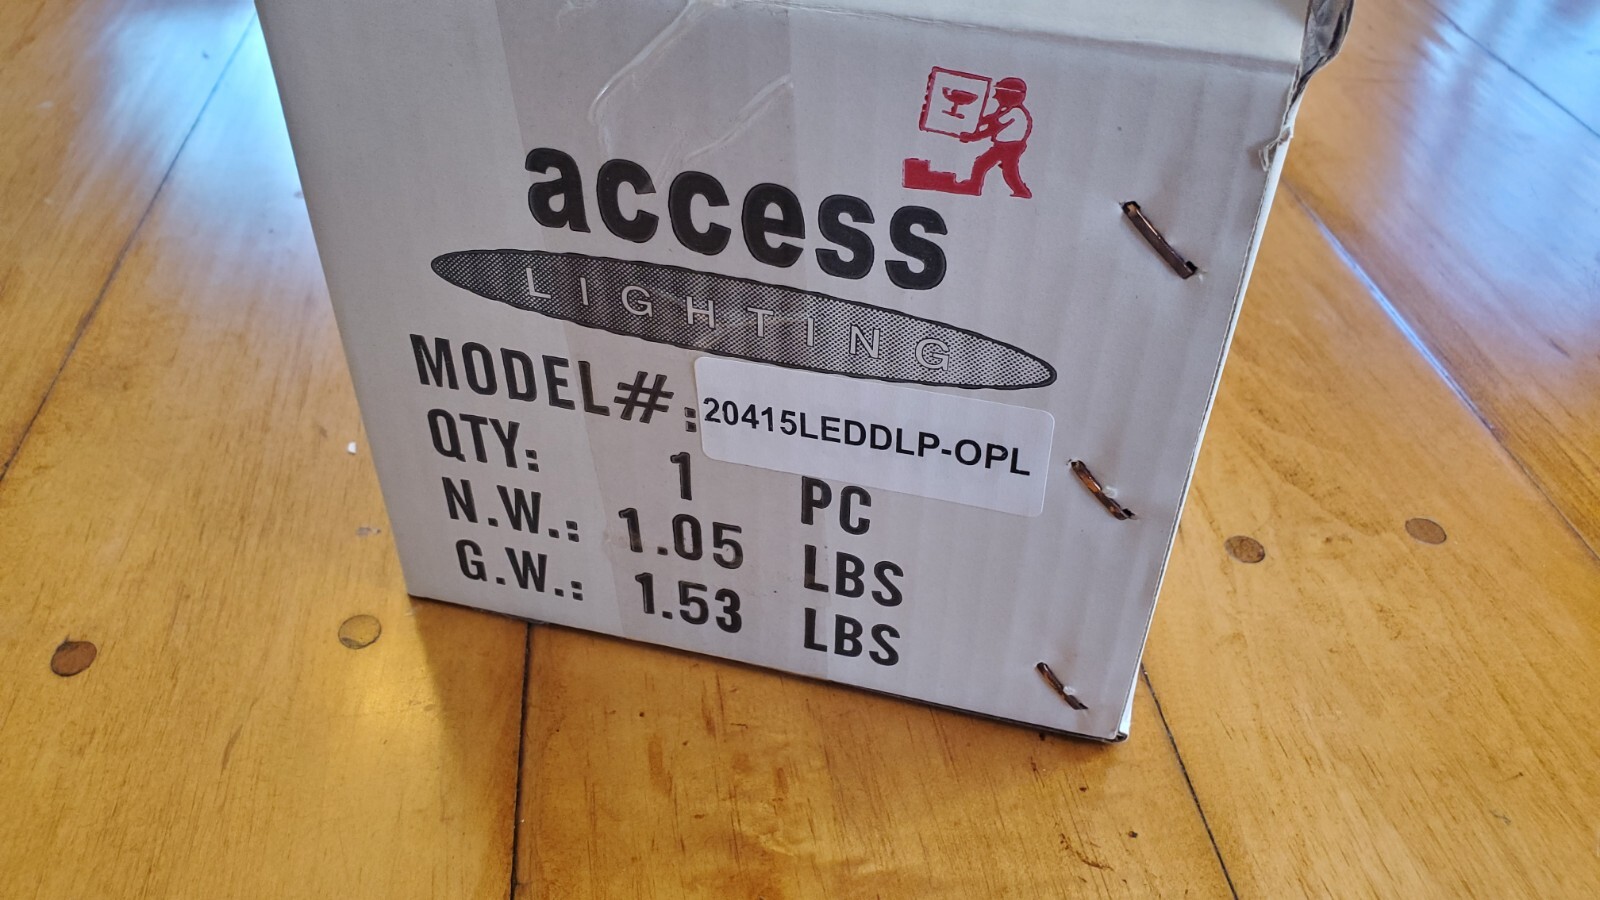 access
LIGHTING
MODEL#: 20415LEDDLP-OPL
QTY: 1 PC
N.W.: 1.05 LBS
G.W.: 1.53 LBS